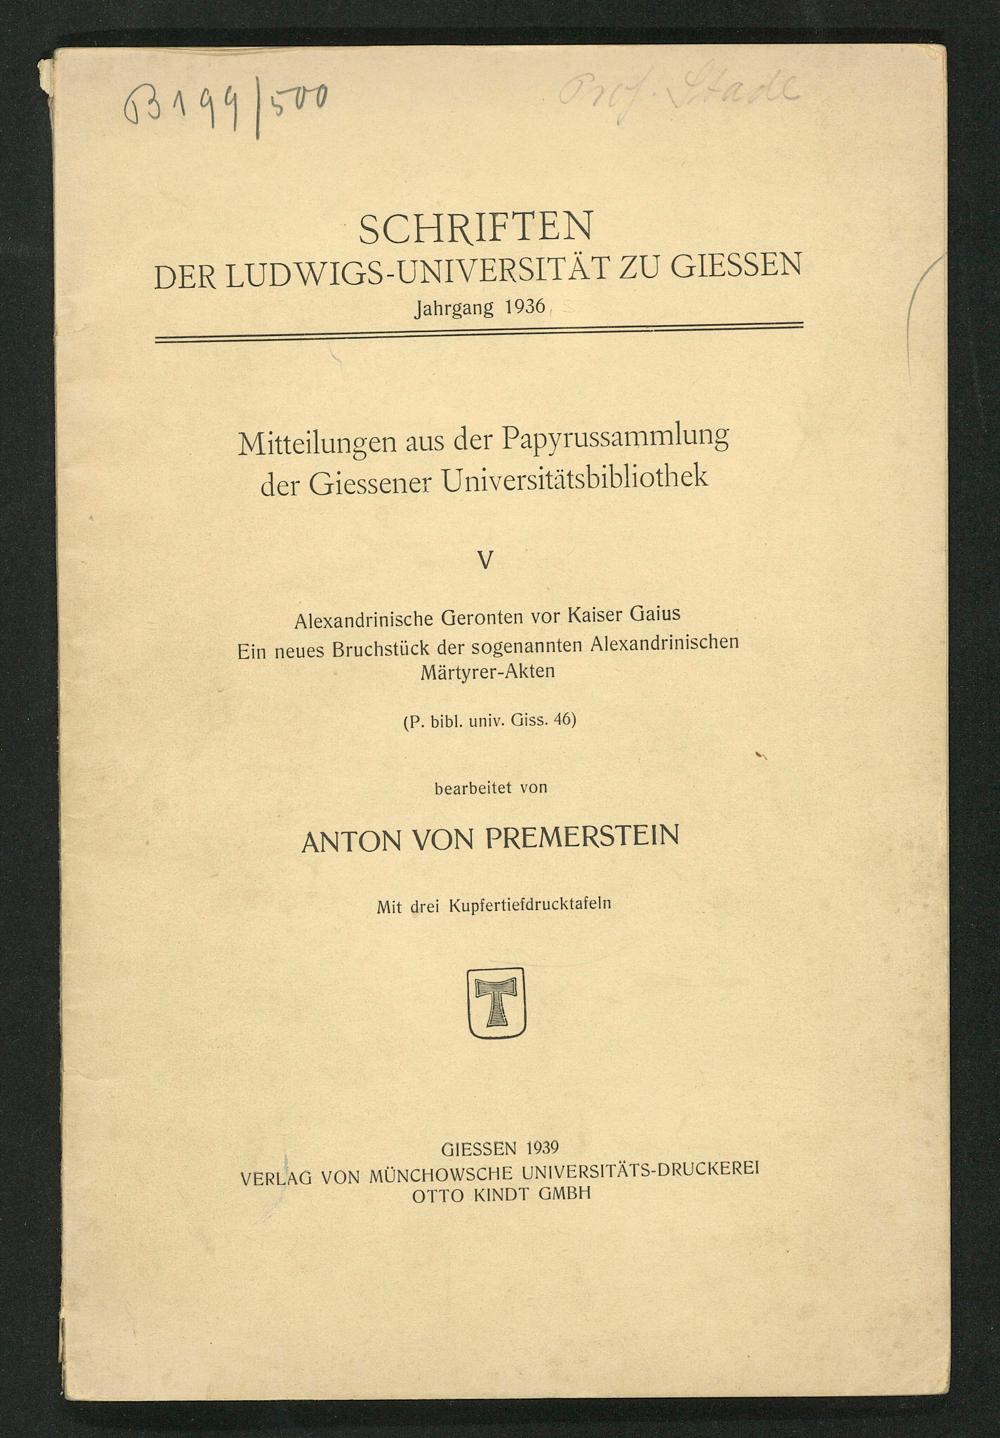 B 199/500
Prof. Stade
SCHRIFTEN
DER LUDWIGS-UNIVERSITÄT ZU GIESSEN
Jahrgang 1936
Mitteilungen aus der Papyrussammlung
der Giessener Universitätsbibliothek
V
Alexandrinische Geronten vor Kaiser Gaius
Ein neues Bruchstück der sogenannten Alexandrinischen
Märtyrer-Akten
(P. bibl. univ. Giss. 46)
bearbeitet von
ANTON VON PREMERSTEIN
Mit drei Kupfertiefdrucktafeln
T
GIESSEN 1939
VERLAG VON MÜNCHOWSCHE UNIVERSITÄTS-DRUCKEREI
OTTO KINDT GMBH